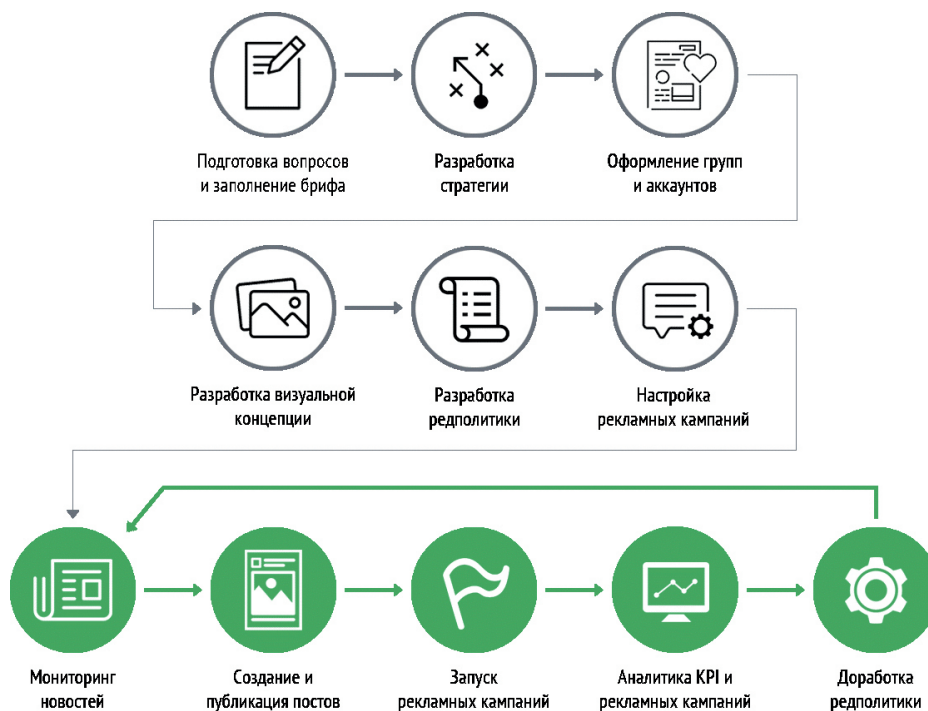 Подготовка вопросов
и заполнение брифа
Разработка
стратегии
Оформление групп
и аккаунтов
Разработка визуальной
концепции
Разработка
редполитики
Настройка
рекламных кампаний
Мониторинг
новостей
Создание и
публикация постов
Запуск
рекламных кампаний
Аналитика KPI и
рекламных кампаний
Доработка
редполитики